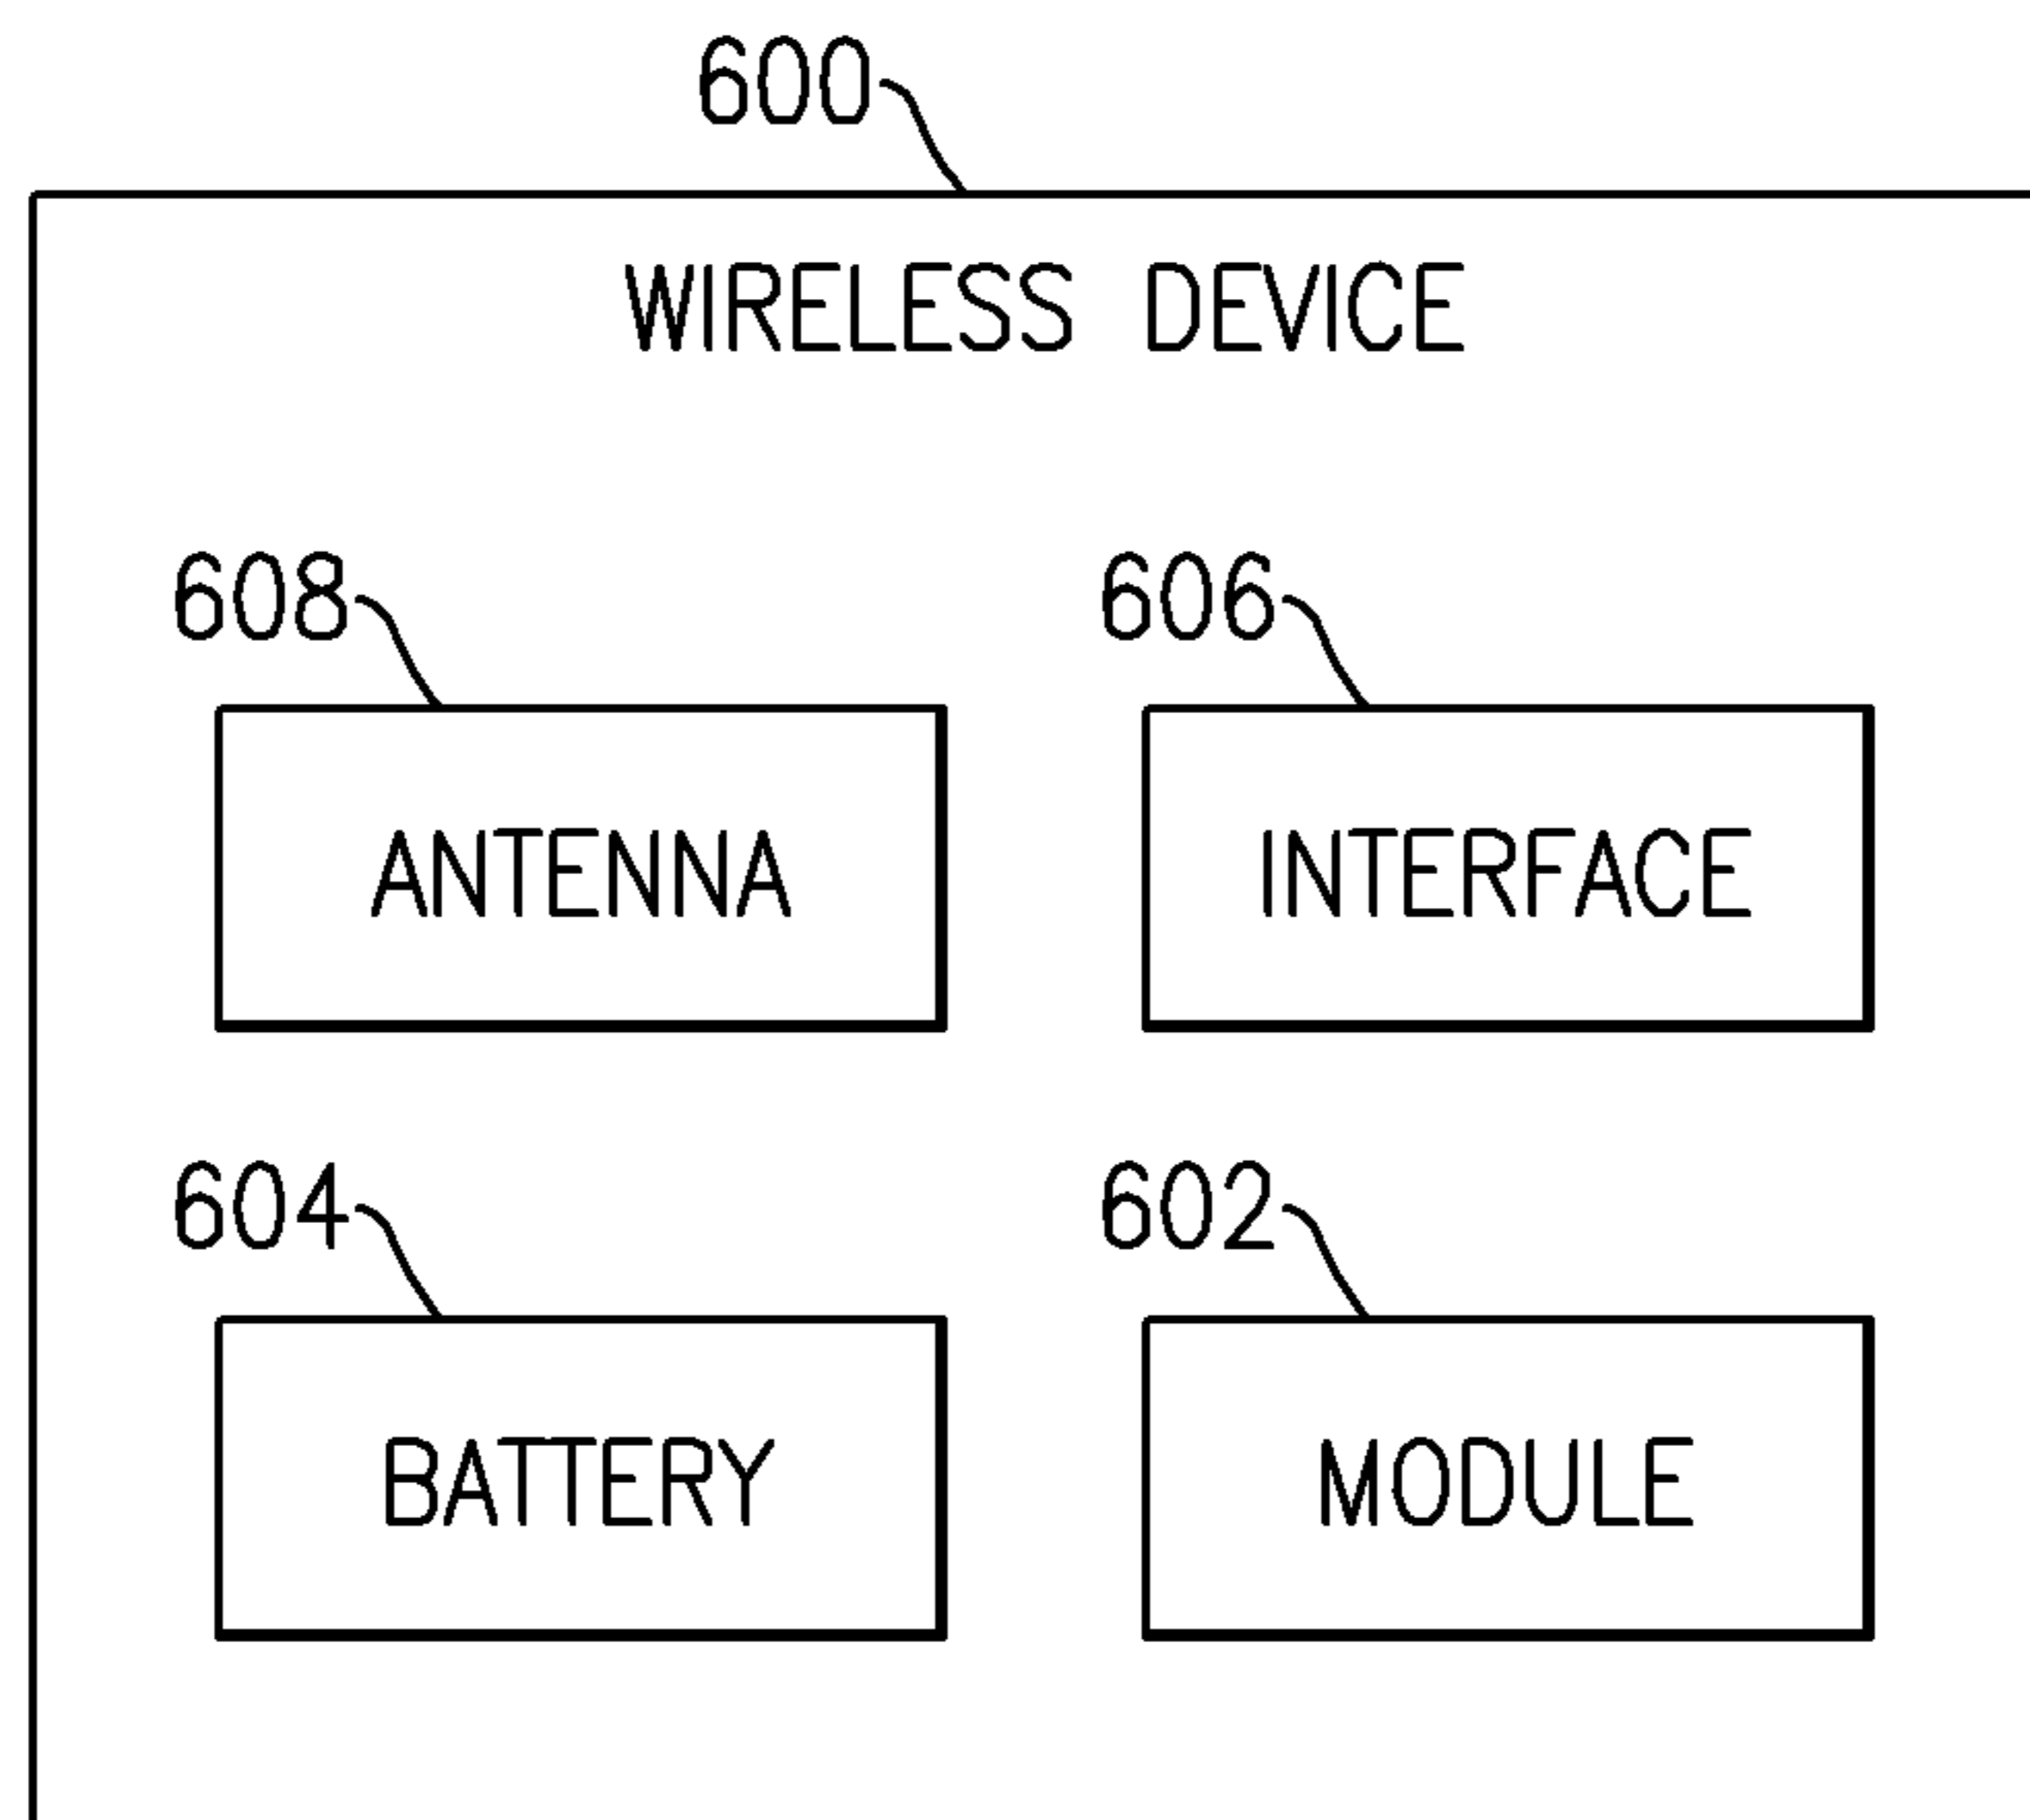 600
WIRELESS DEVICE
608 606
ANTENNA INTERFACE
604 602
BATTERY MODULE